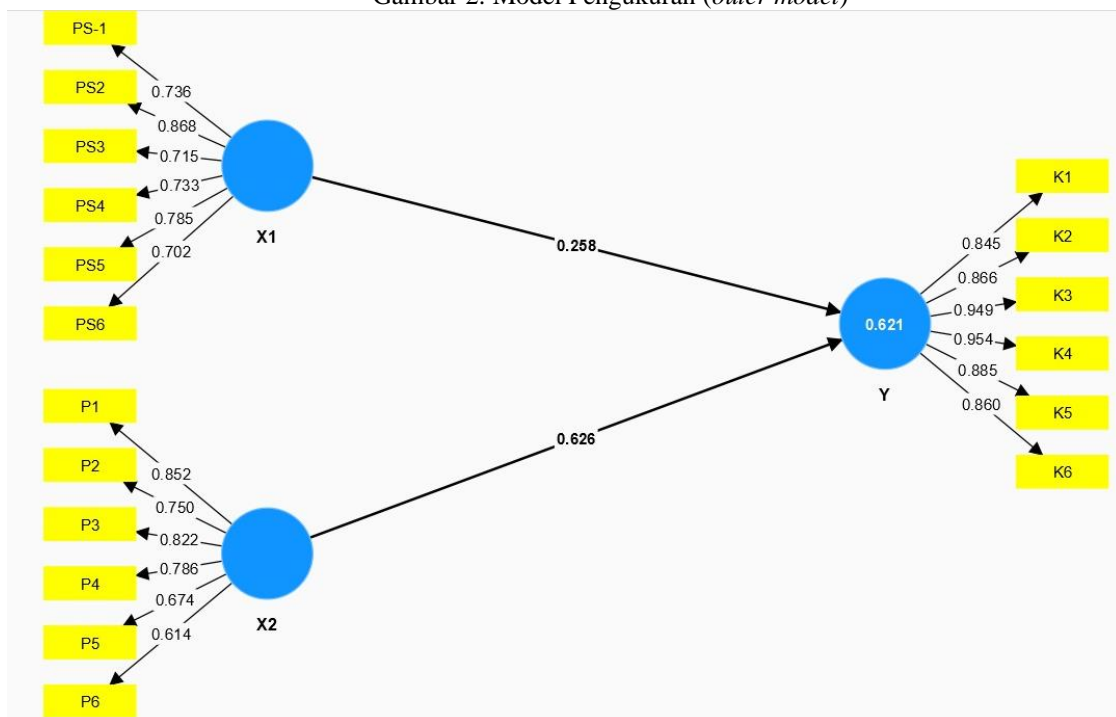 Gambar 2. Model Pengukuran (outer model)
PS-1
PS2
PS3
PS4
PS5
PS6
0.736
0.868
0.715
0.733
0.785
0.702
X1
P1
P2
P3
P4
P5
P6
0.852
0.750
0.822
0.786
0.674
0.614
X2
0.258
0.626
0.621
Y
0.845
0.866
0.949
0.954
0.885
0.860
K1
K2
K3
K4
K5
K6